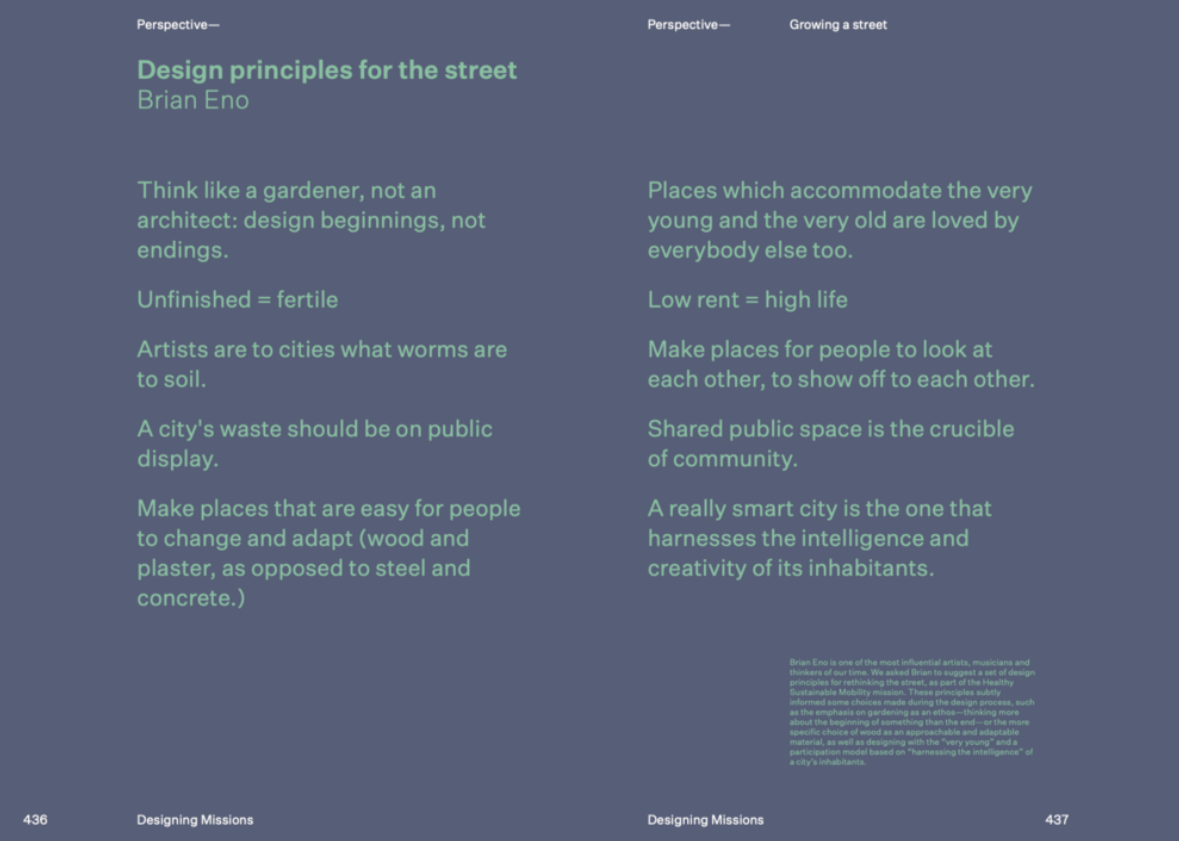 Perspective—
Design principles for the street
Brian Eno
Think like a gardener, not an
architect: design beginnings, not
endings.
Unfinished = fertile
Artists are to cities what worms are
to soil.
A city's waste should be on public
display.
Make places that are easy for people
to change and adapt (wood and
plaster, as opposed to steel and
concrete.)
436
Designing Missions
Perspective—
Growing a street
Places which accommodate the very
young and the very old are loved by
everybody else too.
Low rent = high life
Make places for people to look at
each other, to show off to each other.
Shared public space is the crucible
of community.
A really smart city is the one that
harnesses the intelligence and
creativity of its inhabitants.
Brian Eno is one of the most influential artists, musicians and
thinkers of our time. We asked Brian to suggest a set of design
principles for rethinking the street, as part of the Healthy
Sustainable Mobility mission. These principles subtly
informed some choices made during the design process, such
as the emphasis on gardening as an ethos—thinking more
about the beginning of something than the end—or the more
specific choice of wood as an approachable and adaptable
material, as well as designing with the "very young" and a
participation model based on "harnessing the intelligence" of
a city's inhabitants.
Designing Missions
437